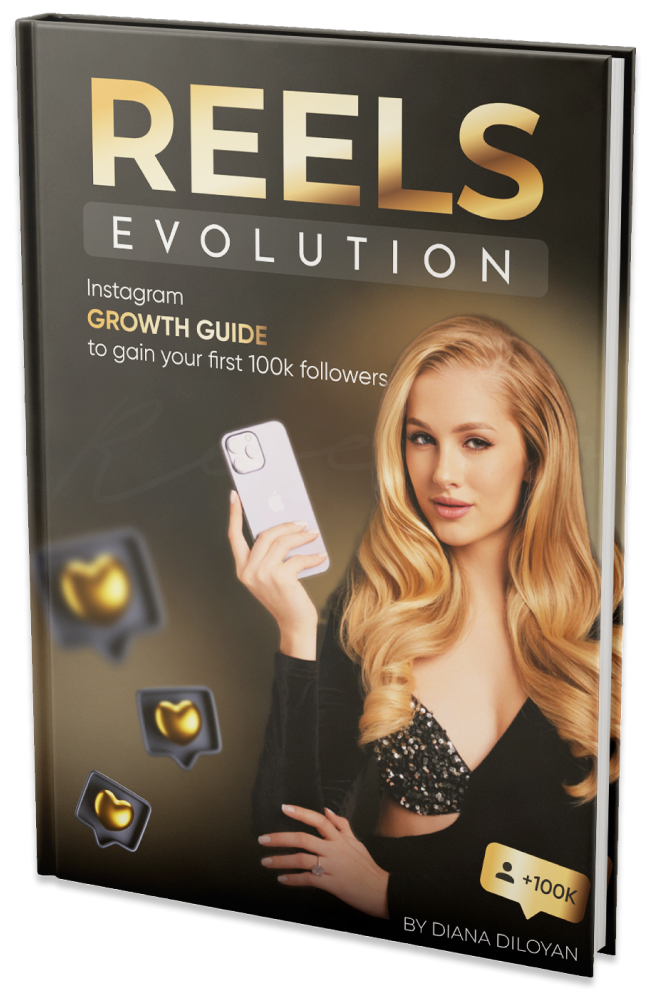 REELS
EVOLUTION
Instagram
GROWTH GUIDE
to gain your first 100k followers
+100K
BY DIANA DILOYAN